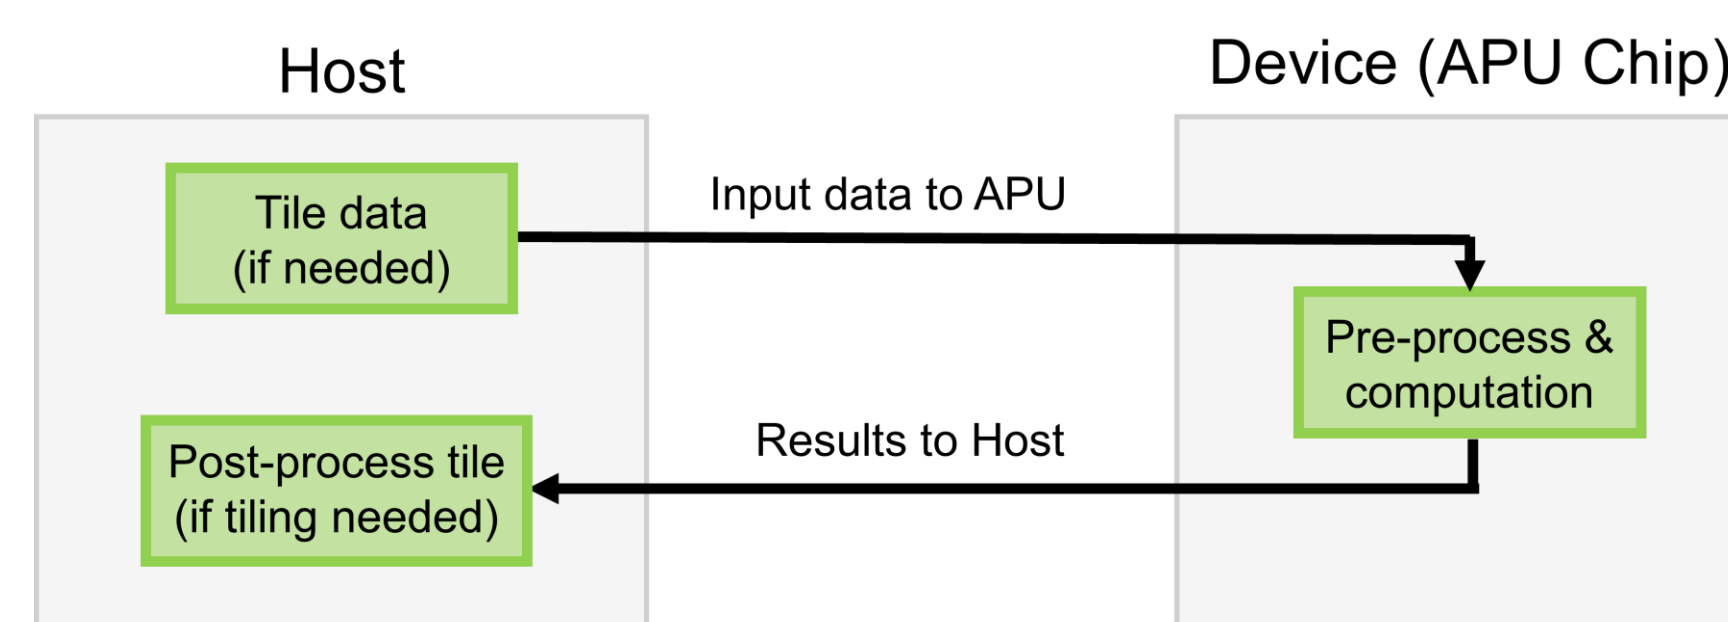 Host
Device (APU Chip)
Tile data
(if needed)
Input data to APU
Pre-process &
computation
Results to Host
Post-process tile
(if tiling needed)